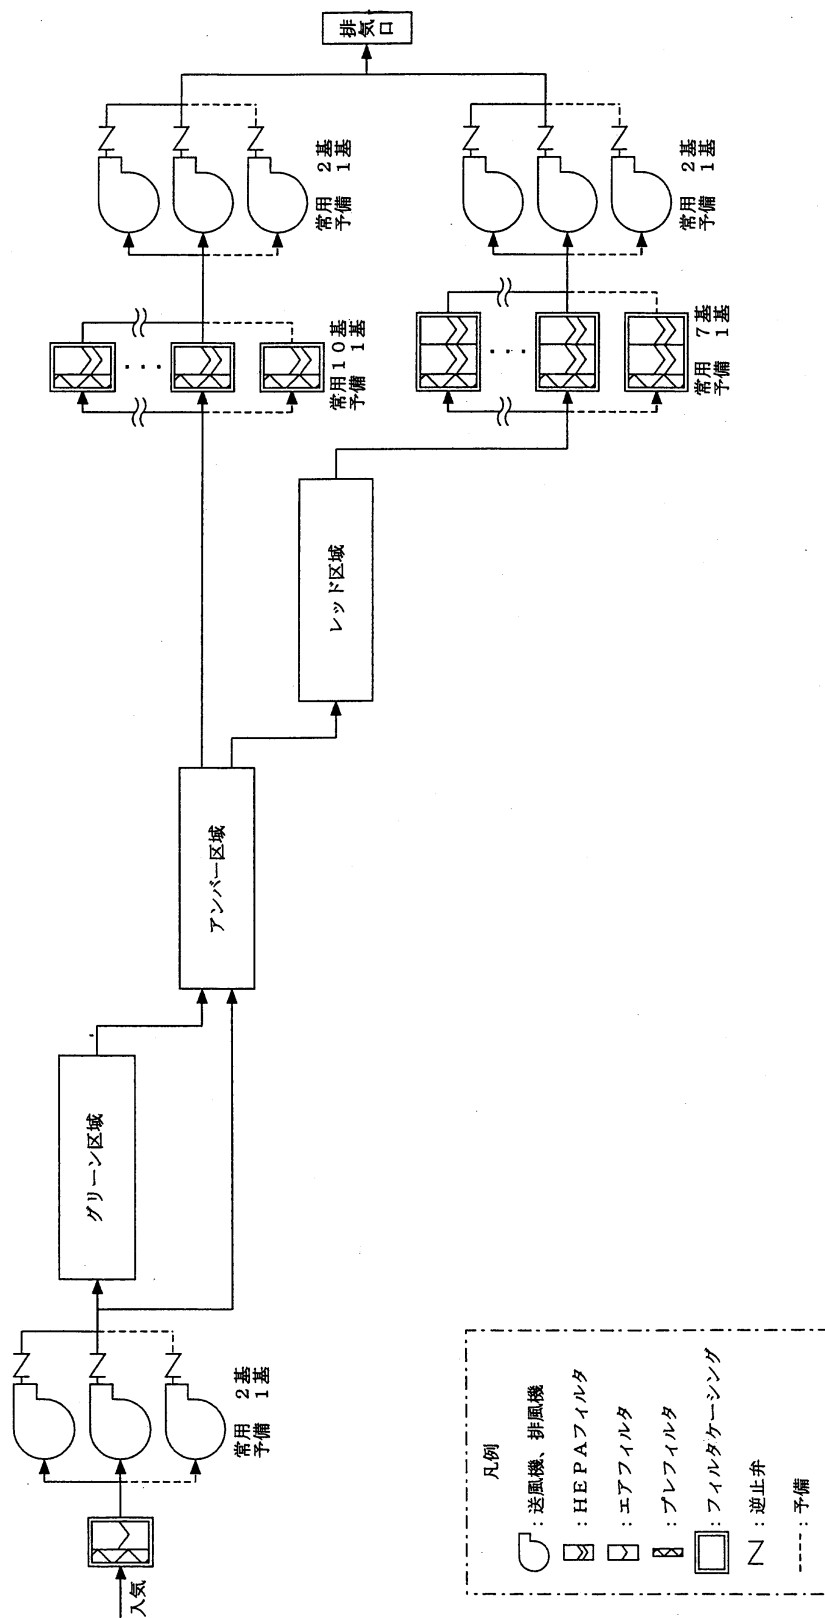 入気
常用 2基
予備 1基
グリーン区域
アンバー区域
レッド区域
常用10基
予備 1基
常用 2基
予備 1基
常用 7基
予備 1基
常用 2基
予備 1基
排気口
凡例
:送風機、排風機
:HEPAフィルタ
:エアフィルタ
:プレフィルタ
:フィルタケーシング
:逆止弁
:予備